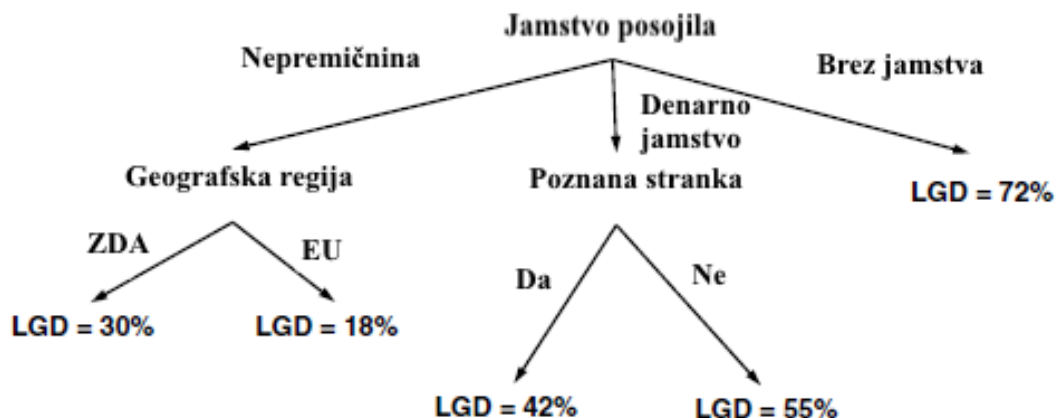 Jamstvo posojila
Nepremičnina
Brez jamstva
Denarno
jamstvo
Geografska regija
Poznana stranka
LGD = 72%
ZDA
EU
Da
Ne
LGD = 30%
LGD = 18%
LGD = 42%
LGD = 55%